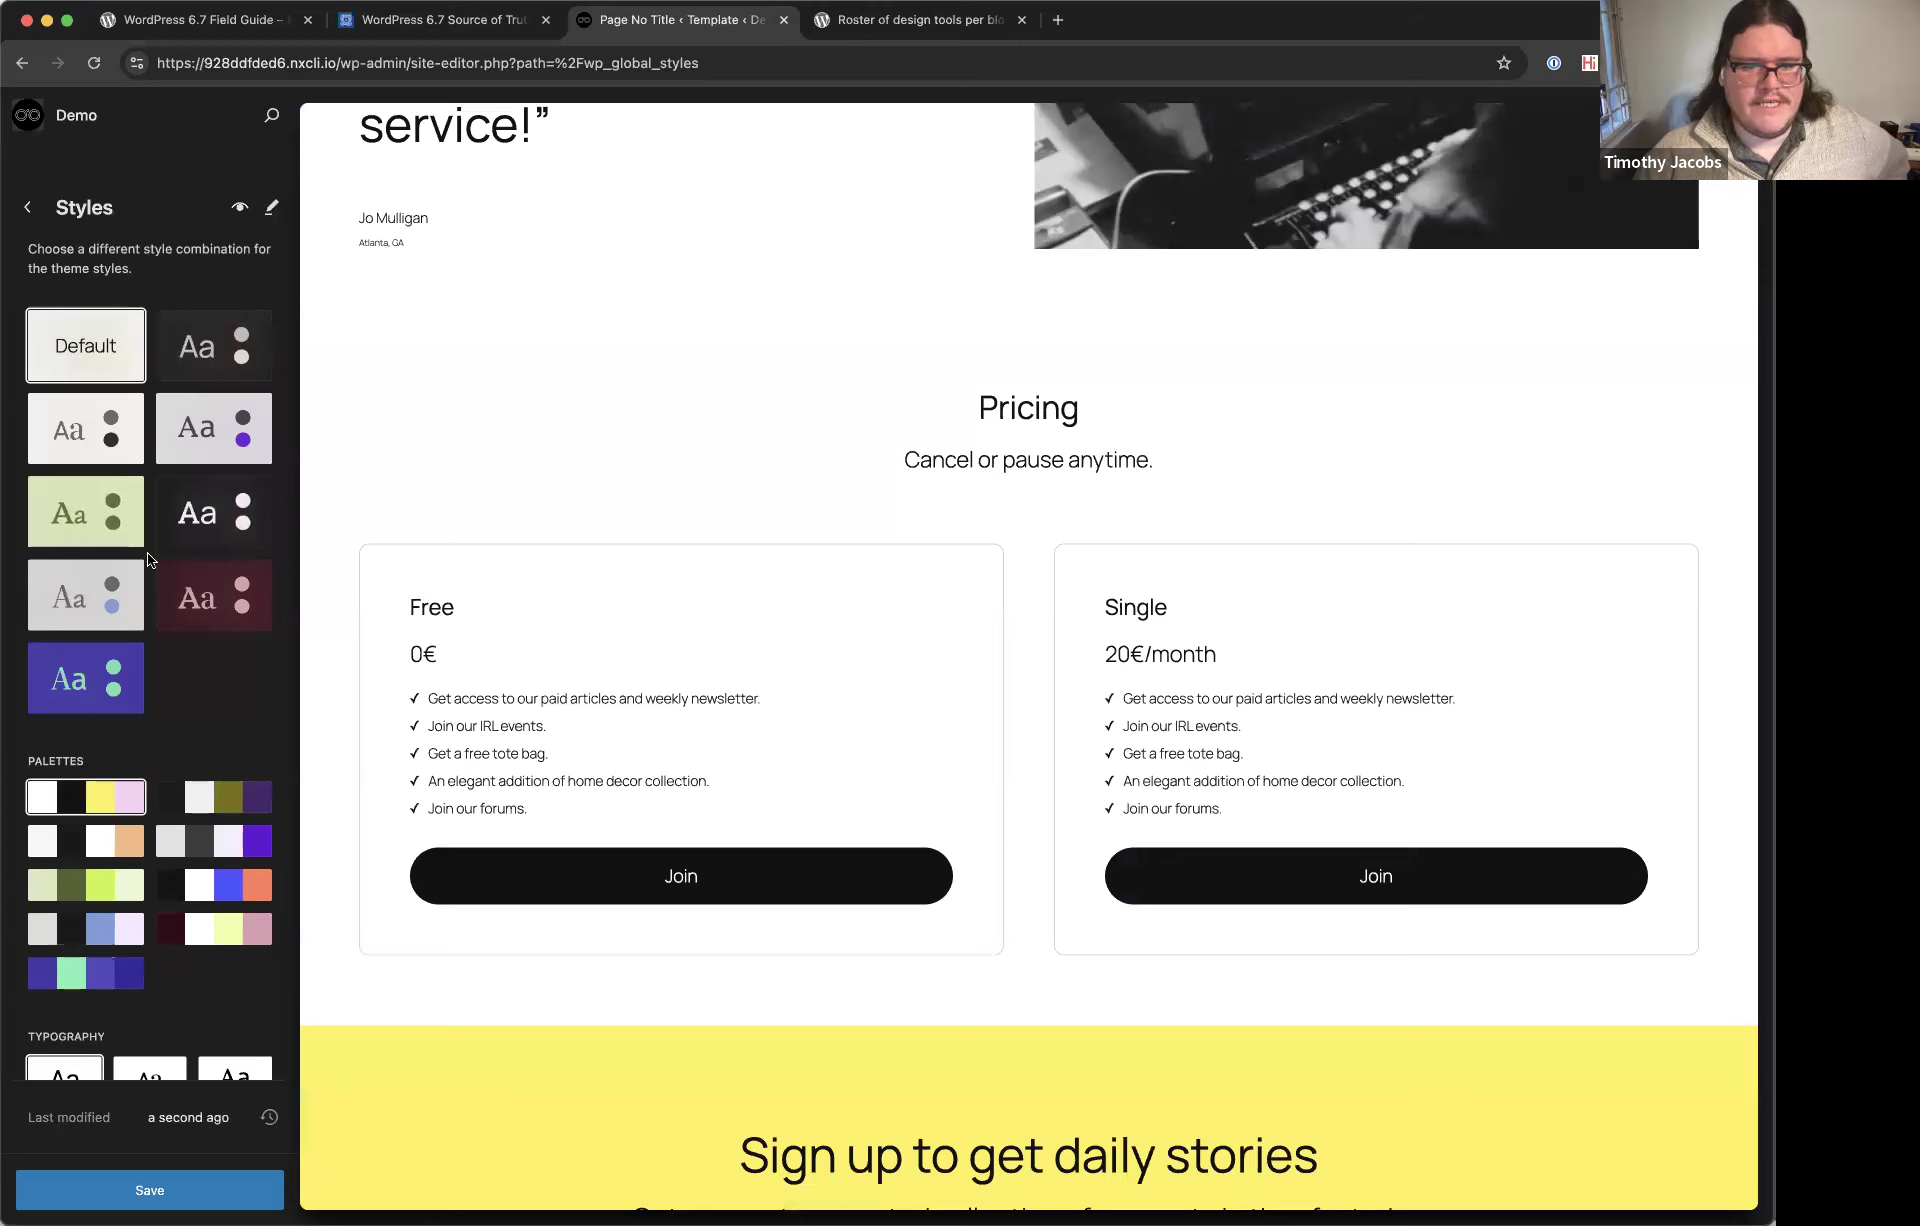 WordPress 6.7 Field Guide –
WordPress 6.7 Source of Tru
Page No Title ‹ Template ‹ De
Roster of design tools per blo
https://928ddfded6.nxcli.io/wp-admin/site-editor.php?path=%2Fwp_global_styles
Hi
Timothy Jacobs
Demo
Styles
Choose a different style combination for
the theme styles.
Default
Aa
Aa
Aa
Aa
Aa
Aa
Aa
Aa
PALETTES
TYPOGRAPHY
Aa
Aa
Aa
Last modified
a second ago
Save
service!”
Jo Mulligan
Atlanta, GA
Pricing
Cancel or pause anytime.
Free
0€
✓ Get access to our paid articles and weekly newsletter.
✓ Join our IRL events.
✓ Get a free tote bag.
✓ An elegant addition of home decor collection.
✓ Join our forums.
Join
Single
20€/month
✓ Get access to our paid articles and weekly newsletter.
✓ Join our IRL events.
✓ Get a free tote bag.
✓ An elegant addition of home decor collection.
✓ Join our forums.
Join
Sign up to get daily stories